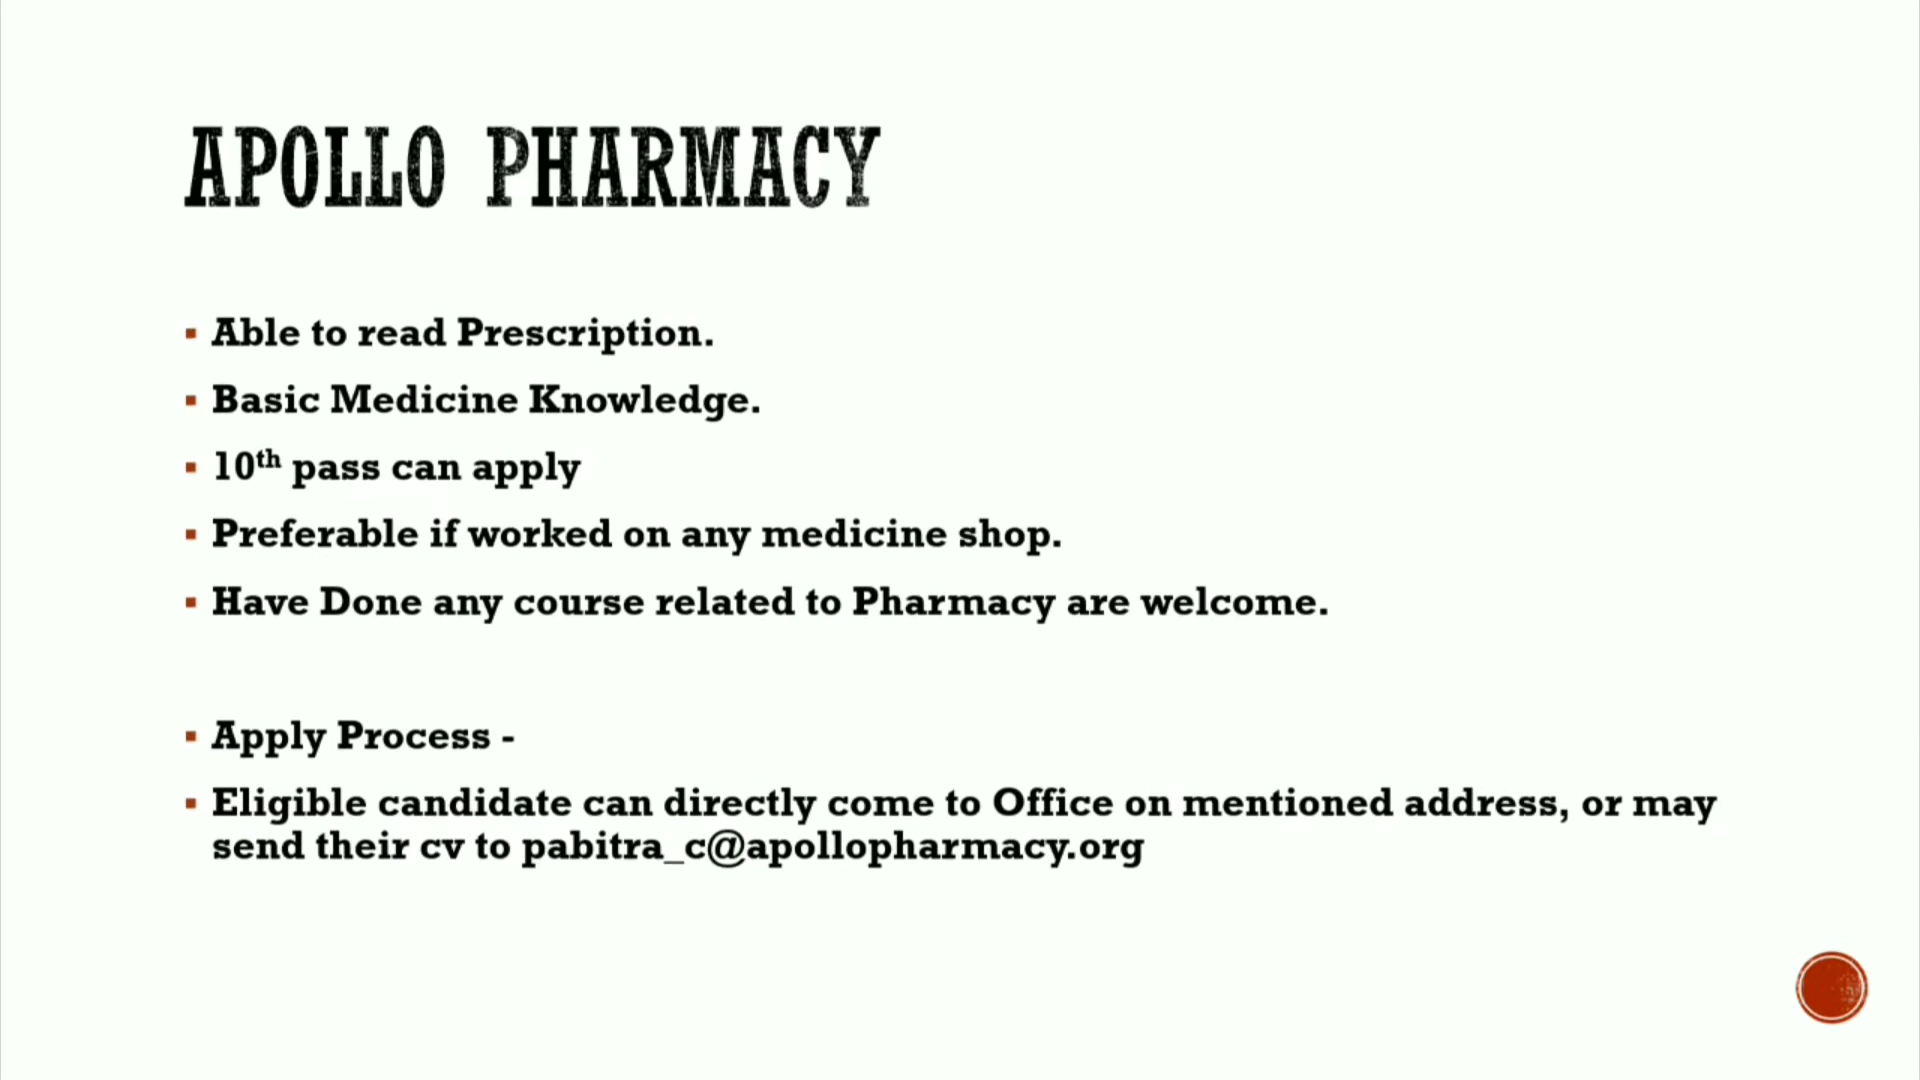 APOLLO PHARMACY
▪ Able to read Prescription.
▪ Basic Medicine Knowledge.
▪ 10th pass can apply
▪ Preferable if worked on any medicine shop.
▪ Have Done any course related to Pharmacy are welcome.
▪ Apply Process -
▪ Eligible candidate can directly come to Office on mentioned address, or may
send their cv to pabitra_c@apollopharmacy.org